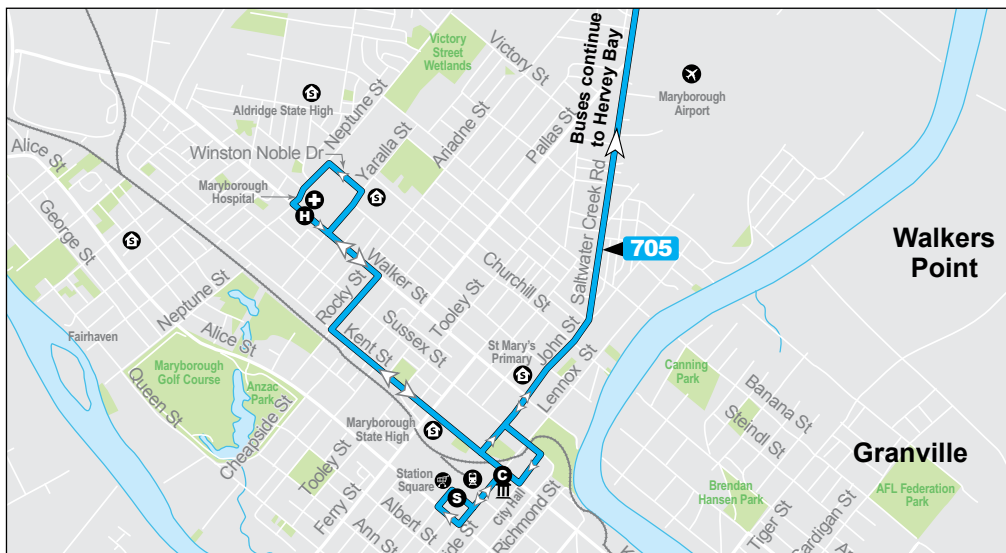 Victory
Street
Wetlands
Victory St
Buses continue
to Hervey Bay
Maryborough
Airport
S
Aldridge State High
Neptune St
Yaralla St
Ariadne St
Pallas St
Alice St
Winston Noble Dr
Maryborough
Hospital
H
S
George St
S
Saltwater Creek Rd
705
Walkers
Point
Walker St
Churchill St
Rocky St
Tooley St
Neptune St
Sussex St
John St
Alice St
Kent St
Fairhaven
St Mary's
Primary
S
Lennox St
Canning
Park
Maryborough
Golf Course
Anzac
Park
Queen St
Cheapside St
Banana St
Steindl St
Maryborough
State High
S
Granville
Tooley St
Station
Square
C
S
City Hall
Richmond St
Ferry St
Albert St
Ann St
side St
Brendan
Hansen Park
AFL Federation
Park
Tiger St
Cardigan St
K
A